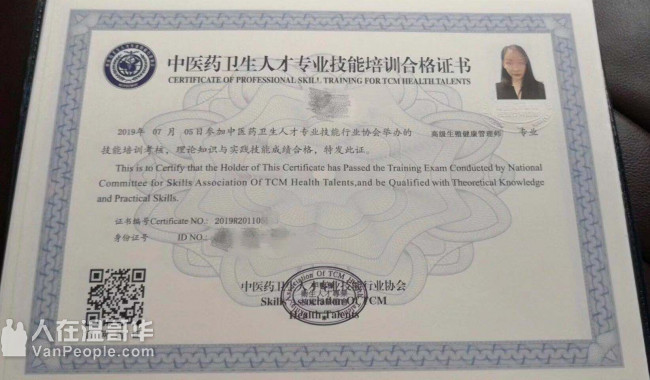 中医药卫生人才专业技能培训合格证书
CERTIFICATE OF PROFESSIONAL SKILL TRAINING FOR TCM HEALTH TALENTS
2019年 07 月 05日参加中医药卫生人才专业技能行业协会举办的 高级生殖健康管理师 专业
技能培训考核，理论知识与实践技能成绩合格，特发此证。
This is to Certify that the Holder of This Certificate has Passed the Training Exam Conducted by National
Committee for Skills Association Of TCM Health Talents,and be Qualified with Theoretical Knowledge
and Practical Skills.
证书编号Certificate NO.: 2019820110
身份证号 ID NO.:
中医药卫生人才专业技能行业协会
Skills Association Of TCM
Health Talents
人在温哥华
VanPeople.com